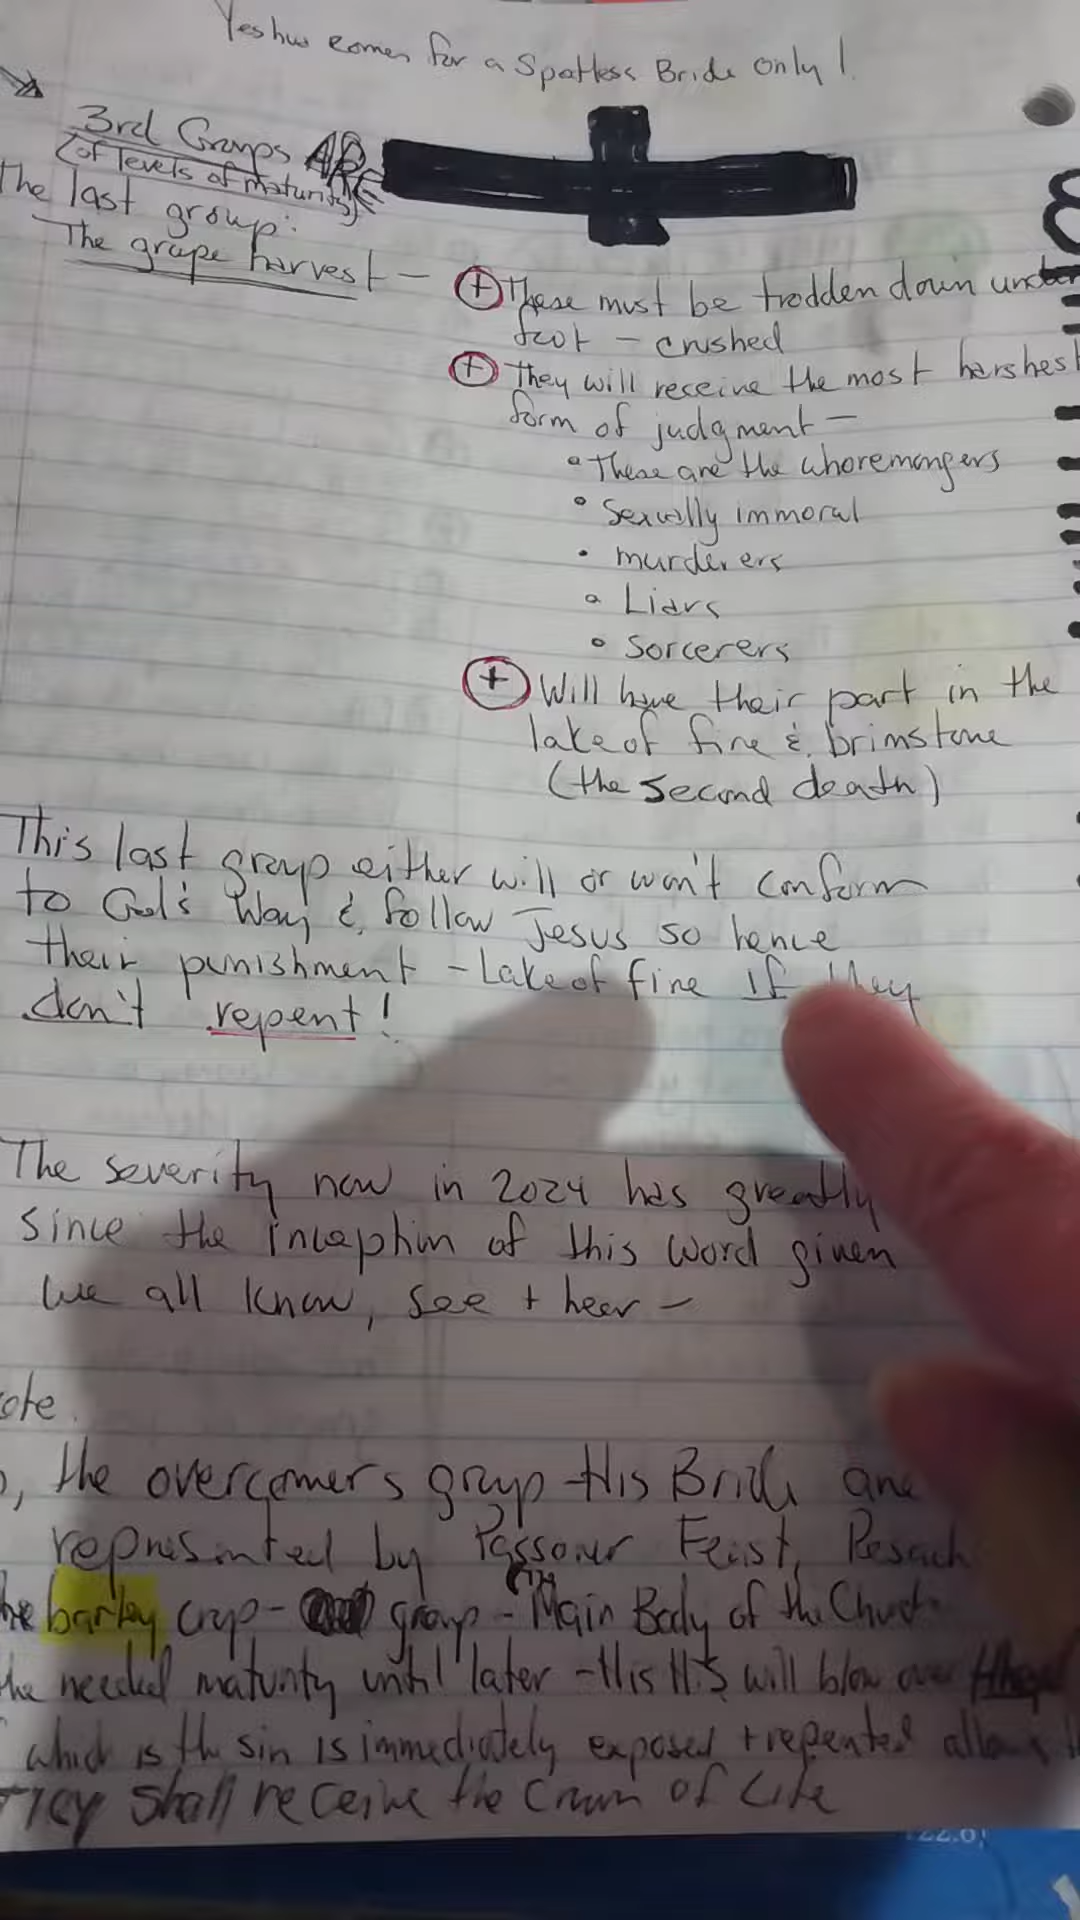 Yeshua comes for a Spotless Bride Only !
3rd Groups ARE
(of levels of maturity)
The last group:
The grape harvest –
+ These must be trodden down under
foot – crushed
+ They will receive the most harshest
form of judgment –
• These are the whoremongers
• Sexually immoral
• murderers
• Liars
• Sorcerers
+ Will have their part in the
lake of fire & brimstone
(the second death)
This last group either will or won't conform
to God's Way & follow Jesus so hence
their punishment – Lake of fire If they
don't repent!
The severity now in 2024 has greatly
since the inception of this word given
we all know, see + hear –
the overcomers group – His Bride are
represented by Passover Feast, Pesach
barley crop – group – Main Body of the Church
the needed maturity until later – His H.S will blow over
which is the sin is immediately exposed + repented
They shall receive the Crown of Life